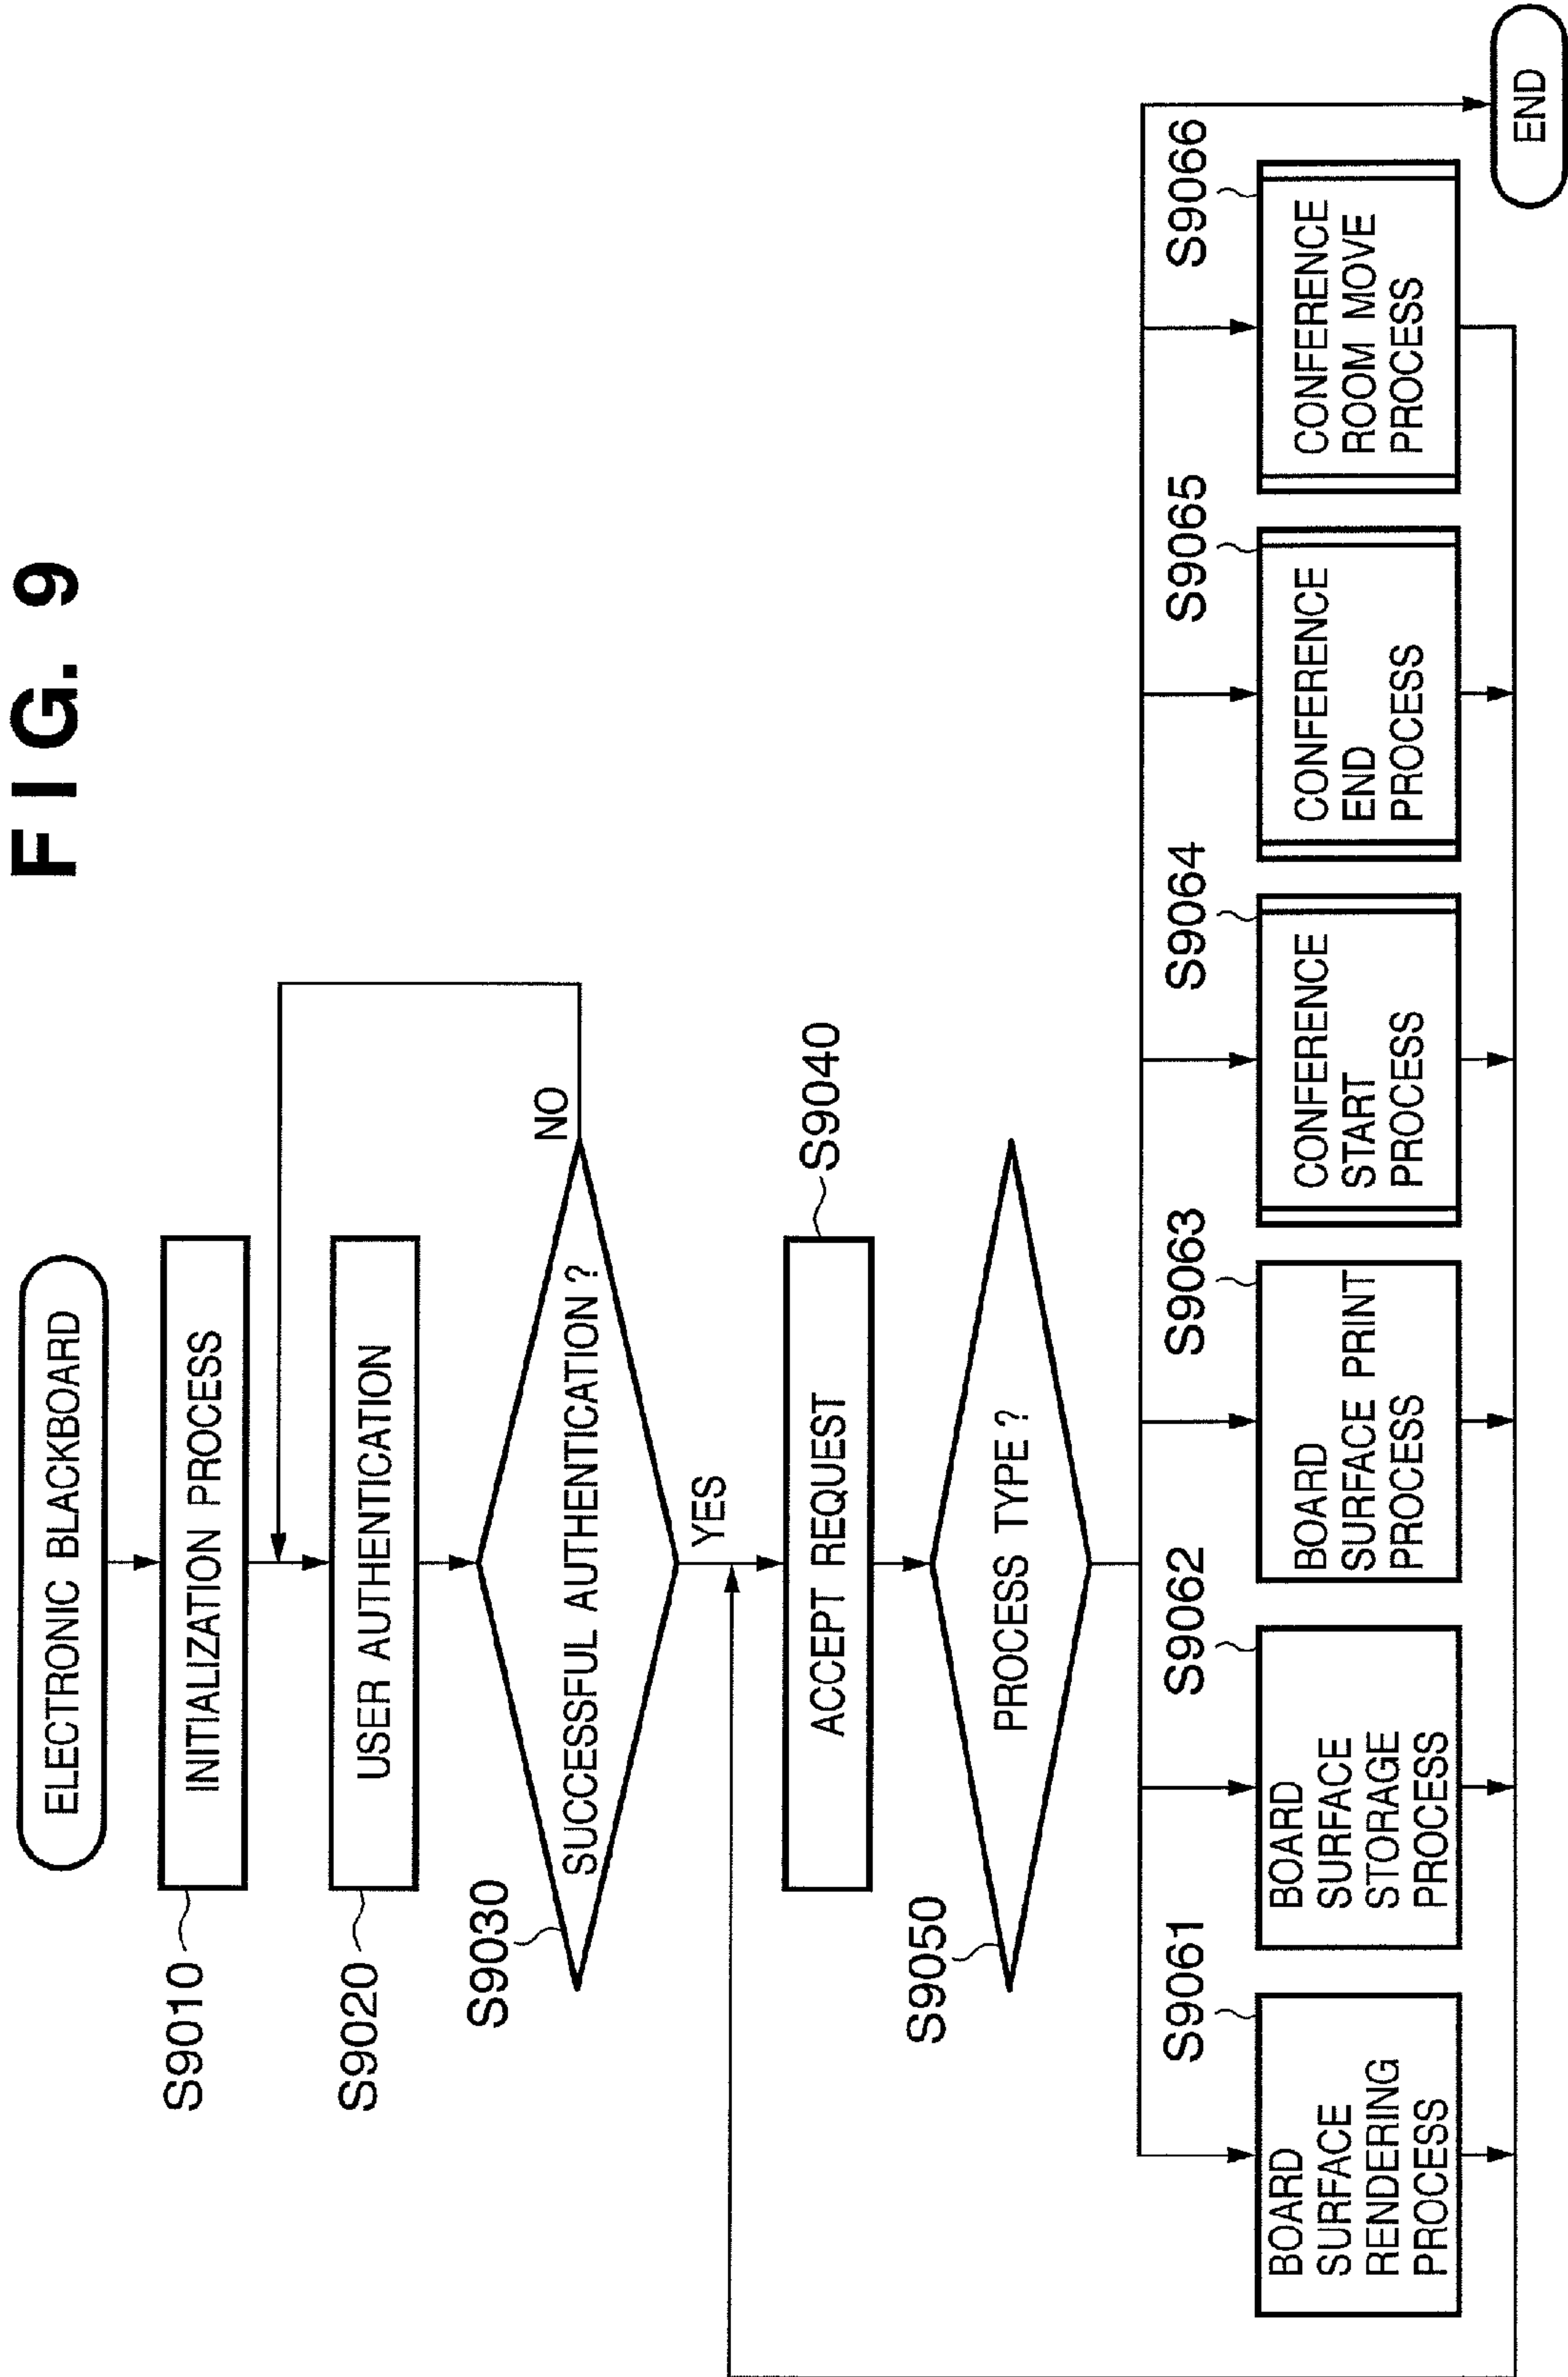 FIG. 9
ELECTRONIC BLACKBOARD
S9010
INITIALIZATION PROCESS
S9020
USER AUTHENTICATION
S9030
SUCCESSFUL AUTHENTICATION ?
NO
YES
S9040
ACCEPT REQUEST
S9050
PROCESS TYPE ?
S9061
BOARD
SURFACE
RENDERING
PROCESS
S9062
BOARD
SURFACE
STORAGE
PROCESS
S9063
BOARD
SURFACE PRINT
PROCESS
S9064
CONFERENCE
START
PROCESS
S9065
CONFERENCE
END
PROCESS
S9066
CONFERENCE
ROOM MOVE
PROCESS
END